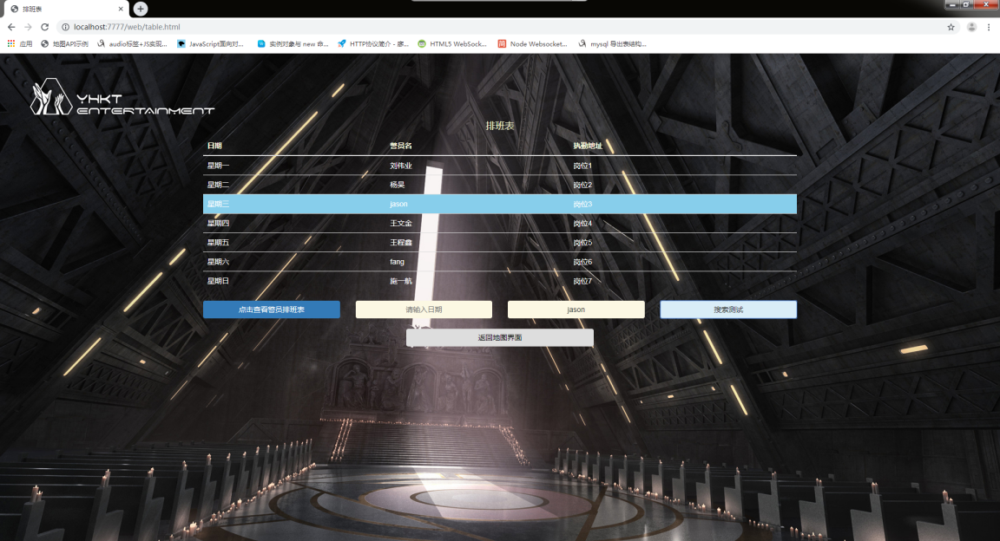 排班表
localhost:7777/web/table.html
应用 地图API示例 audio标签+JS实现... JavaScript面向对... 实例对象与 new 命... HTTP协议简介 - 廖... HTML5 WebSock... Node Websocket... mysql 导出表结构...
YHKT
ENTERTAINMENT
排班表
日期 警员名 执勤地址
星期一 刘伟业 岗位1
星期二 杨昊 岗位2
星期三 jason 岗位3
星期四 王文金 岗位4
星期五 王程鑫 岗位5
星期六 fang 岗位6
星期日 施一航 岗位7
点击查看警员排班表 请输入日期 jason 搜索测试
返回地图界面